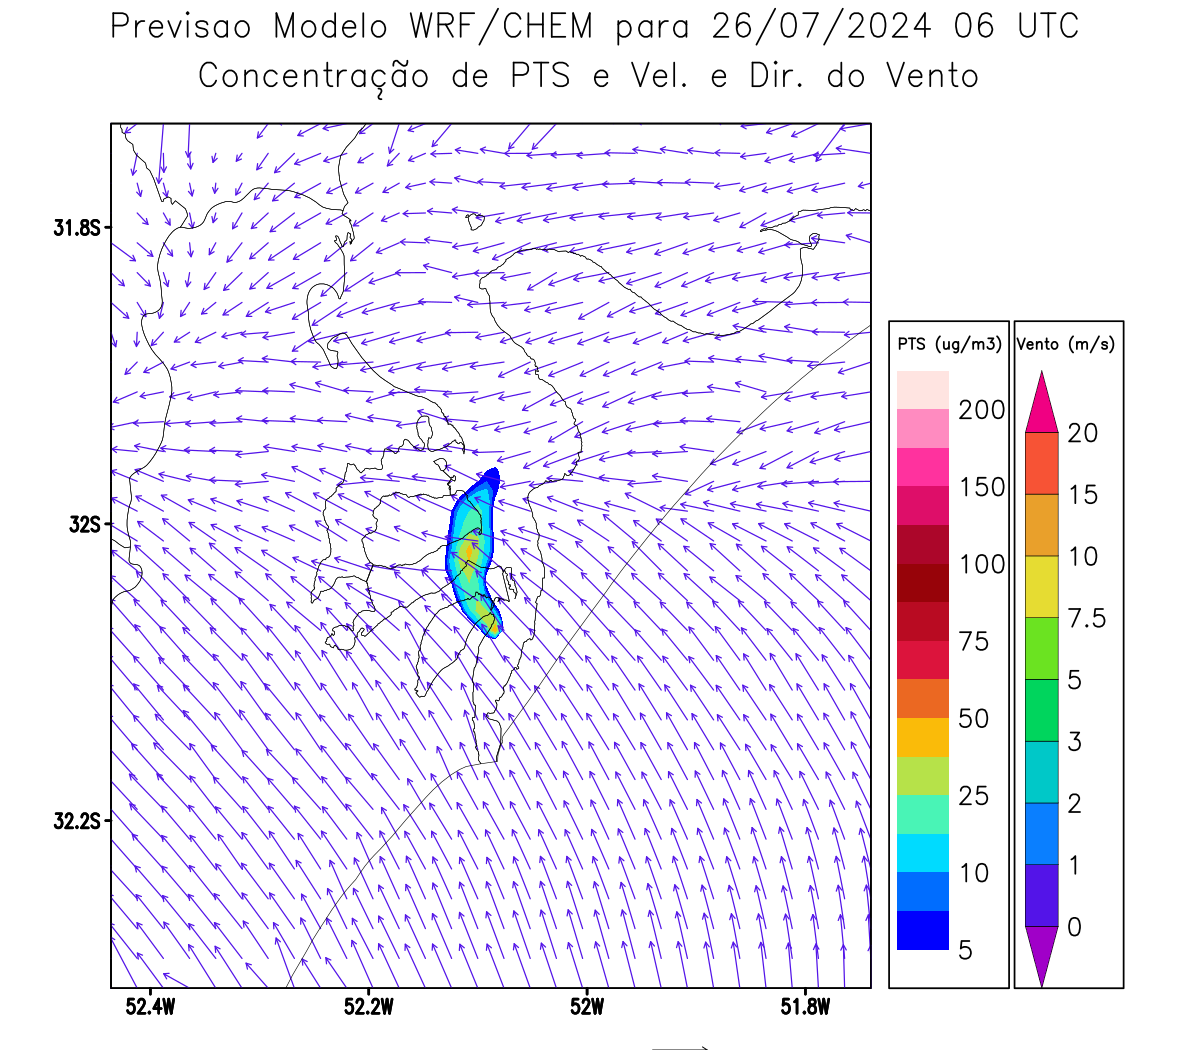 Previsao Modelo WRF/CHEM para 26/07/2024 06 UTC
Concentração de PTS e Vel. e Dir. do Vento
31.8S
32S
32.2S
52.4W 52.2W 52W 51.8W
PTS (ug/m3)
200
150
100
75
50
25
10
5
Vento (m/s)
20
15
10
7.5
5
3
2
1
0